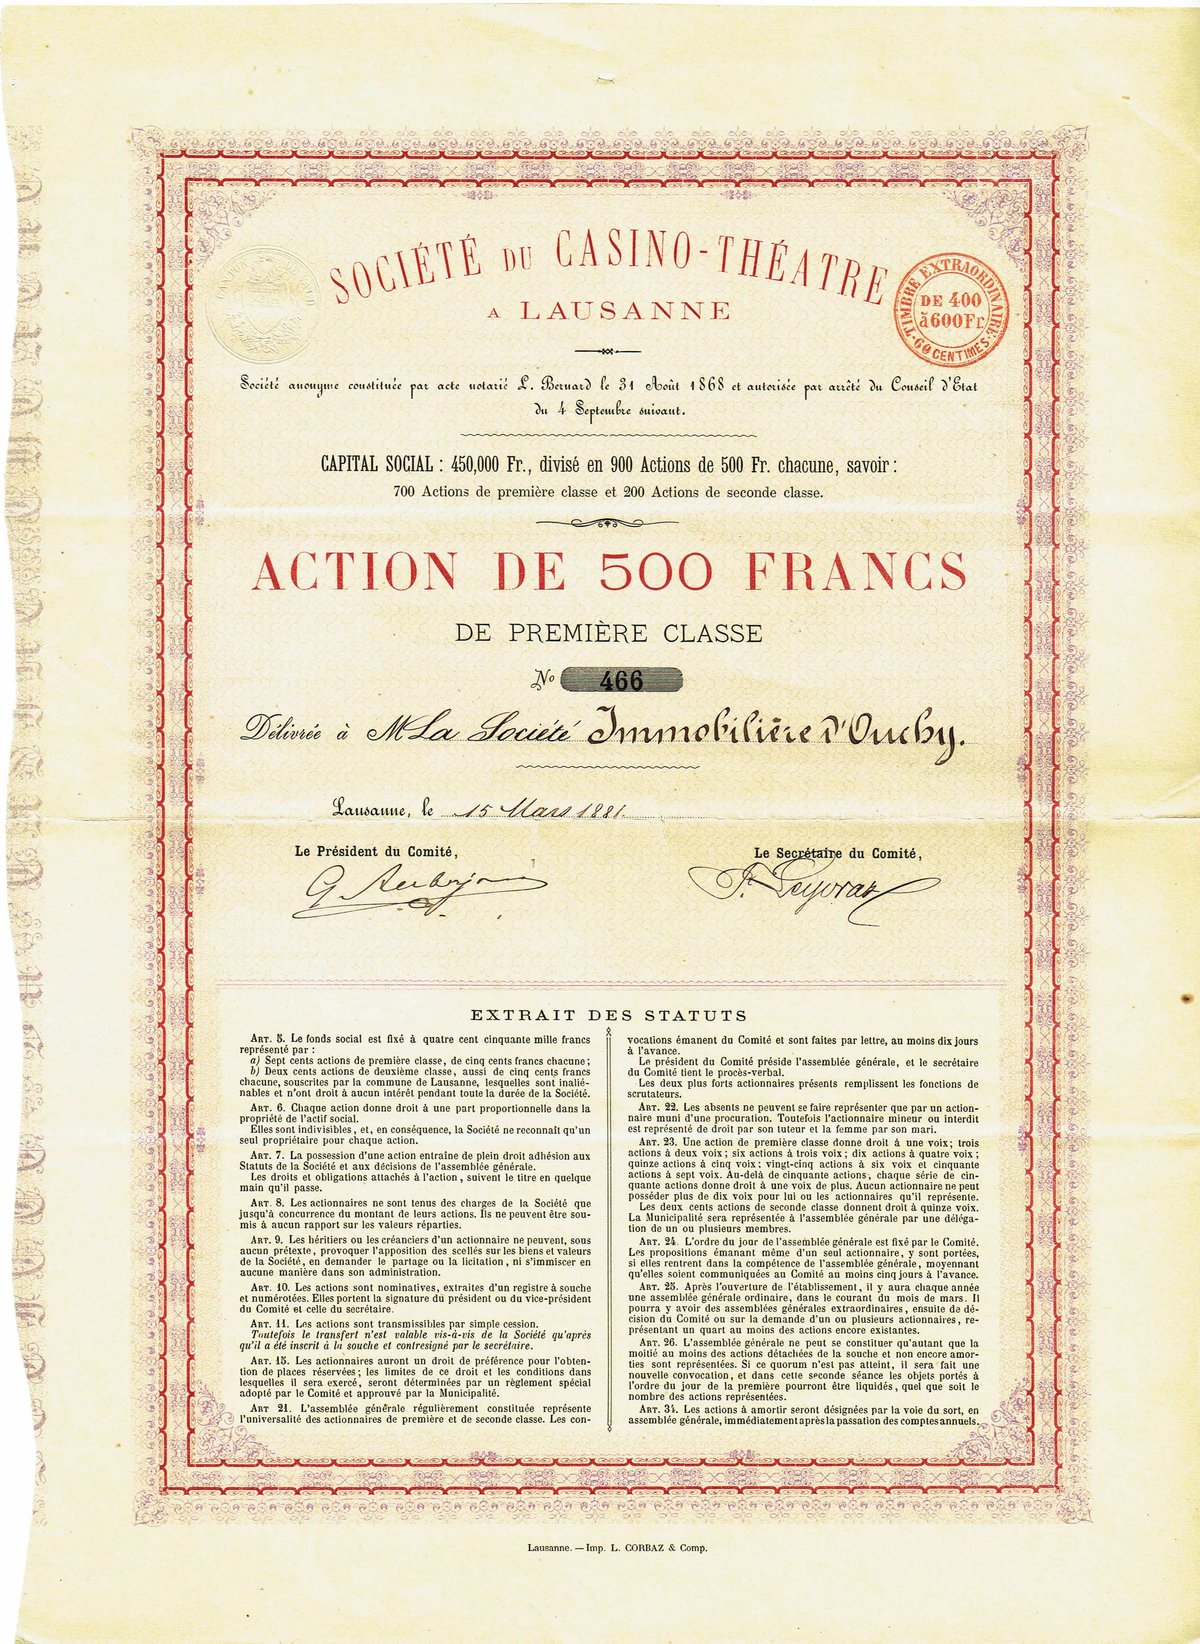 SOCIÉTÉ DU CASINO-THÉATRE
A LAUSANNE
TIMBRE EXTRAORDINAIRE
DE 400
à 600 Fr.
60 CENTIMES
Société anonyme constituée par acte notarié L. Bernard le 31 Août 1868 et autorisée par arrêté du Conseil d'Etat
du 4 Septembre suivant.
CAPITAL SOCIAL : 450,000 Fr., divisé en 900 Actions de 500 Fr. chacune, savoir :
700 Actions de première classe et 200 Actions de seconde classe.
ACTION DE 500 FRANCS
DE PREMIÈRE CLASSE
No 466
Délivrée à M La Société Immobilière d'Ouchy.
Lausanne, le 15 Mars 1881.
Le Président du Comité,
Le Secrétaire du Comité,
EXTRAIT DES STATUTS
ART. 5. Le fonds social est fixé à quatre cent cinquante mille francs
représenté par :
a) Sept cents actions de première classe, de cinq cents francs chacune ;
b) Deux cents actions de deuxième classe, aussi de cinq cents francs
chacune, souscrites par la commune de Lausanne, lesquelles sont inalié-
nables et n'ont droit à aucun intérêt pendant toute la durée de la Société.
ART. 6. Chaque action donne droit à une part proportionnelle dans la
propriété de l'actif social.
Elles sont indivisibles, et, en conséquence, la Société ne reconnaît qu'un
seul propriétaire pour chaque action.
ART. 7. La possession d'une action entraine de plein droit adhésion aux
Statuts de la Société et aux décisions de l'assemblée générale.
Les droits et obligations attachés à l'action, suivent le titre en quelque
main qu'il passe.
ART. 8. Les actionnaires ne sont tenus des charges de la Société que
jusqu'à concurrence du montant de leurs actions. Ils ne peuvent être sou-
mis à aucun rapport sur les valeurs réparties.
ART. 9. Les héritiers ou les créanciers d'un actionnaire ne peuvent, sous
aucun prétexte, provoquer l'apposition des scellés sur les biens et valeurs
de la Société, en demander le partage ou la licitation, ni s'immiscer en
aucune manière dans son administration.
ART. 10. Les actions sont nominatives, extraites d'un registre à souche
et numérotées. Elles portent la signature du président ou du vice-président
du Comité et celle du secrétaire.
ART. 11. Les actions sont transmissibles par simple cession.
Toutefois le transfert n'est valable vis-à-vis de la Société qu'après
qu'il a été inscrit à la souche et contresigné par le secrétaire.
ART. 15. Les actionnaires auront un droit de préférence pour l'obten-
tion de places réservées ; les limites de ce droit et les conditions dans
lesquelles il sera exercé, seront déterminées par un règlement spécial
adopté par le Comité et approuvé par la Municipalité.
ART 21. L'assemblée générale régulièrement constituée représente
l'universalité des actionnaires de première et de seconde classe. Les con-
vocations émanent du Comité et sont faites par lettre, au moins dix jours
à l'avance.
Le président du Comité préside l'assemblée générale, et le secrétaire
du Comité tient le procès-verbal.
Les deux plus forts actionnaires présents remplissent les fonctions de
scrutateurs.
ART. 22. Les absents ne peuvent se faire représenter que par un action-
naire muni d'une procuration. Toutefois l'actionnaire mineur ou interdit
est représenté de droit par son tuteur et la femme par son mari.
ART. 23. Une action de première classe donne droit à une voix ; trois
actions à deux voix ; six actions à trois voix ; dix actions à quatre voix ;
quinze actions à cinq voix ; vingt-cinq actions à six voix et cinquante
actions à sept voix. Au-delà de cinquante actions, chaque série de cin-
quante actions donne droit à une voix de plus. Aucun actionnaire ne peut
posséder plus de dix voix pour lui ou les actionnaires qu'il représente.
Les deux cents actions de seconde classe donnent droit à quinze voix.
La Municipalité sera représentée à l'assemblée générale par une déléga-
tion de un ou plusieurs membres.
ART. 24. L'ordre du jour de l'assemblée générale est fixé par le Comité.
Les propositions émanant même d'un seul actionnaire, y sont portées,
si elles rentrent dans la compétence de l'assemblée générale, moyennant
qu'elles soient communiquées au Comité au moins cinq jours à l'avance.
ART. 25. Après l'ouverture de l'établissement, il y aura chaque année
une assemblée générale ordinaire, dans le courant du mois de mars. Il
pourra y avoir des assemblées générales extraordinaires, ensuite de dé-
cision du Comité ou sur la demande d'un ou plusieurs actionnaires, re-
présentant un quart au moins des actions encore existantes.
ART. 26. L'assemblée générale ne peut se constituer qu'autant que la
moitié au moins des actions détachées de la souche et non encore amor-
ties sont représentées. Si ce quorum n'est pas atteint, il sera fait une
nouvelle convocation, et dans cette seconde séance les objets portés à
l'ordre du jour de la première pourront être liquidés, quel que soit le
nombre des actions représentées.
ART. 34. Les actions à amortir seront désignées par la voie du sort, en
assemblée générale, immédiatement après la passation des comptes annuels.
Lausanne. — Imp. L. CORBAZ & Comp.